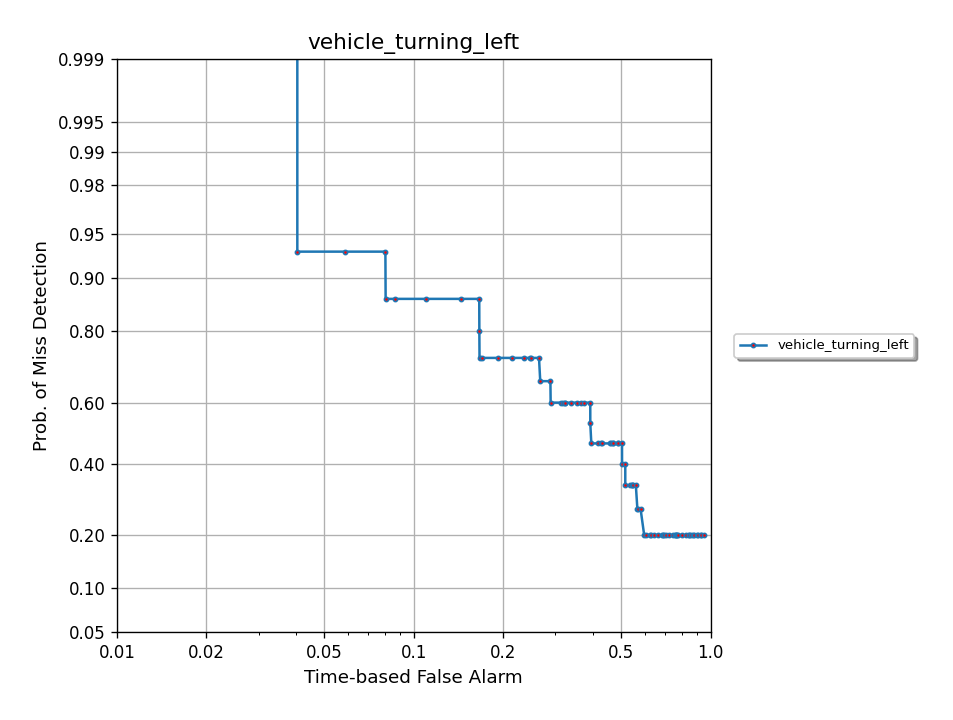 vehicle_turning_left
0.999
0.995
0.99
0.98
0.95
0.90
0.80
0.60
0.40
0.20
0.10
0.05
Prob. of Miss Detection
0.01 0.02 0.05 0.1 0.2 0.5 1.0
Time-based False Alarm
vehicle_turning_left